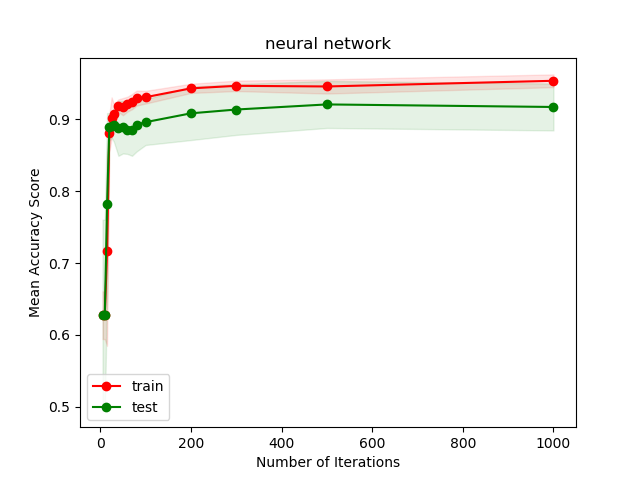 neural network
Mean Accuracy Score
0.9
0.8
0.7
0.6
0.5
train
test
0
200
400
600
800
1000
Number of Iterations